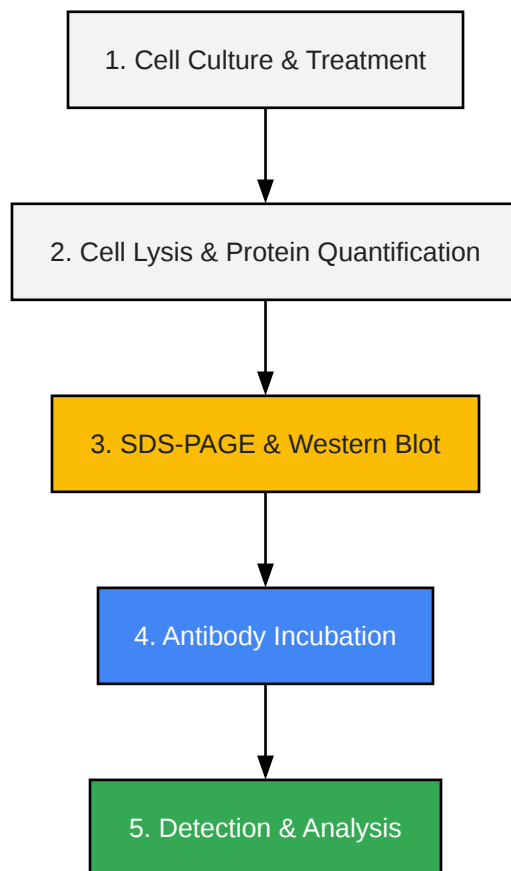 1. Cell Culture & Treatment
2. Cell Lysis & Protein Quantification
3. SDS-PAGE & Western Blot
4. Antibody Incubation
5. Detection & Analysis